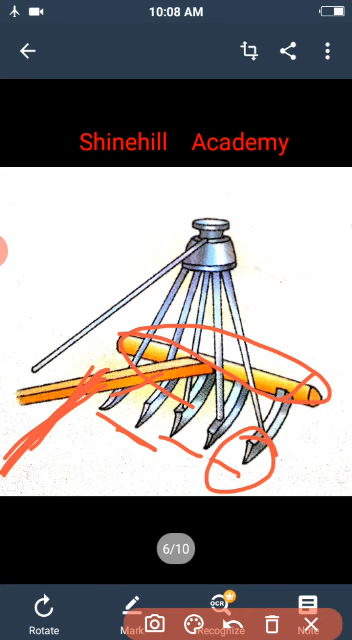 10:08 AM
Shinehill Academy
6/10
OCR
Rotate
Mark
Recognize
Note